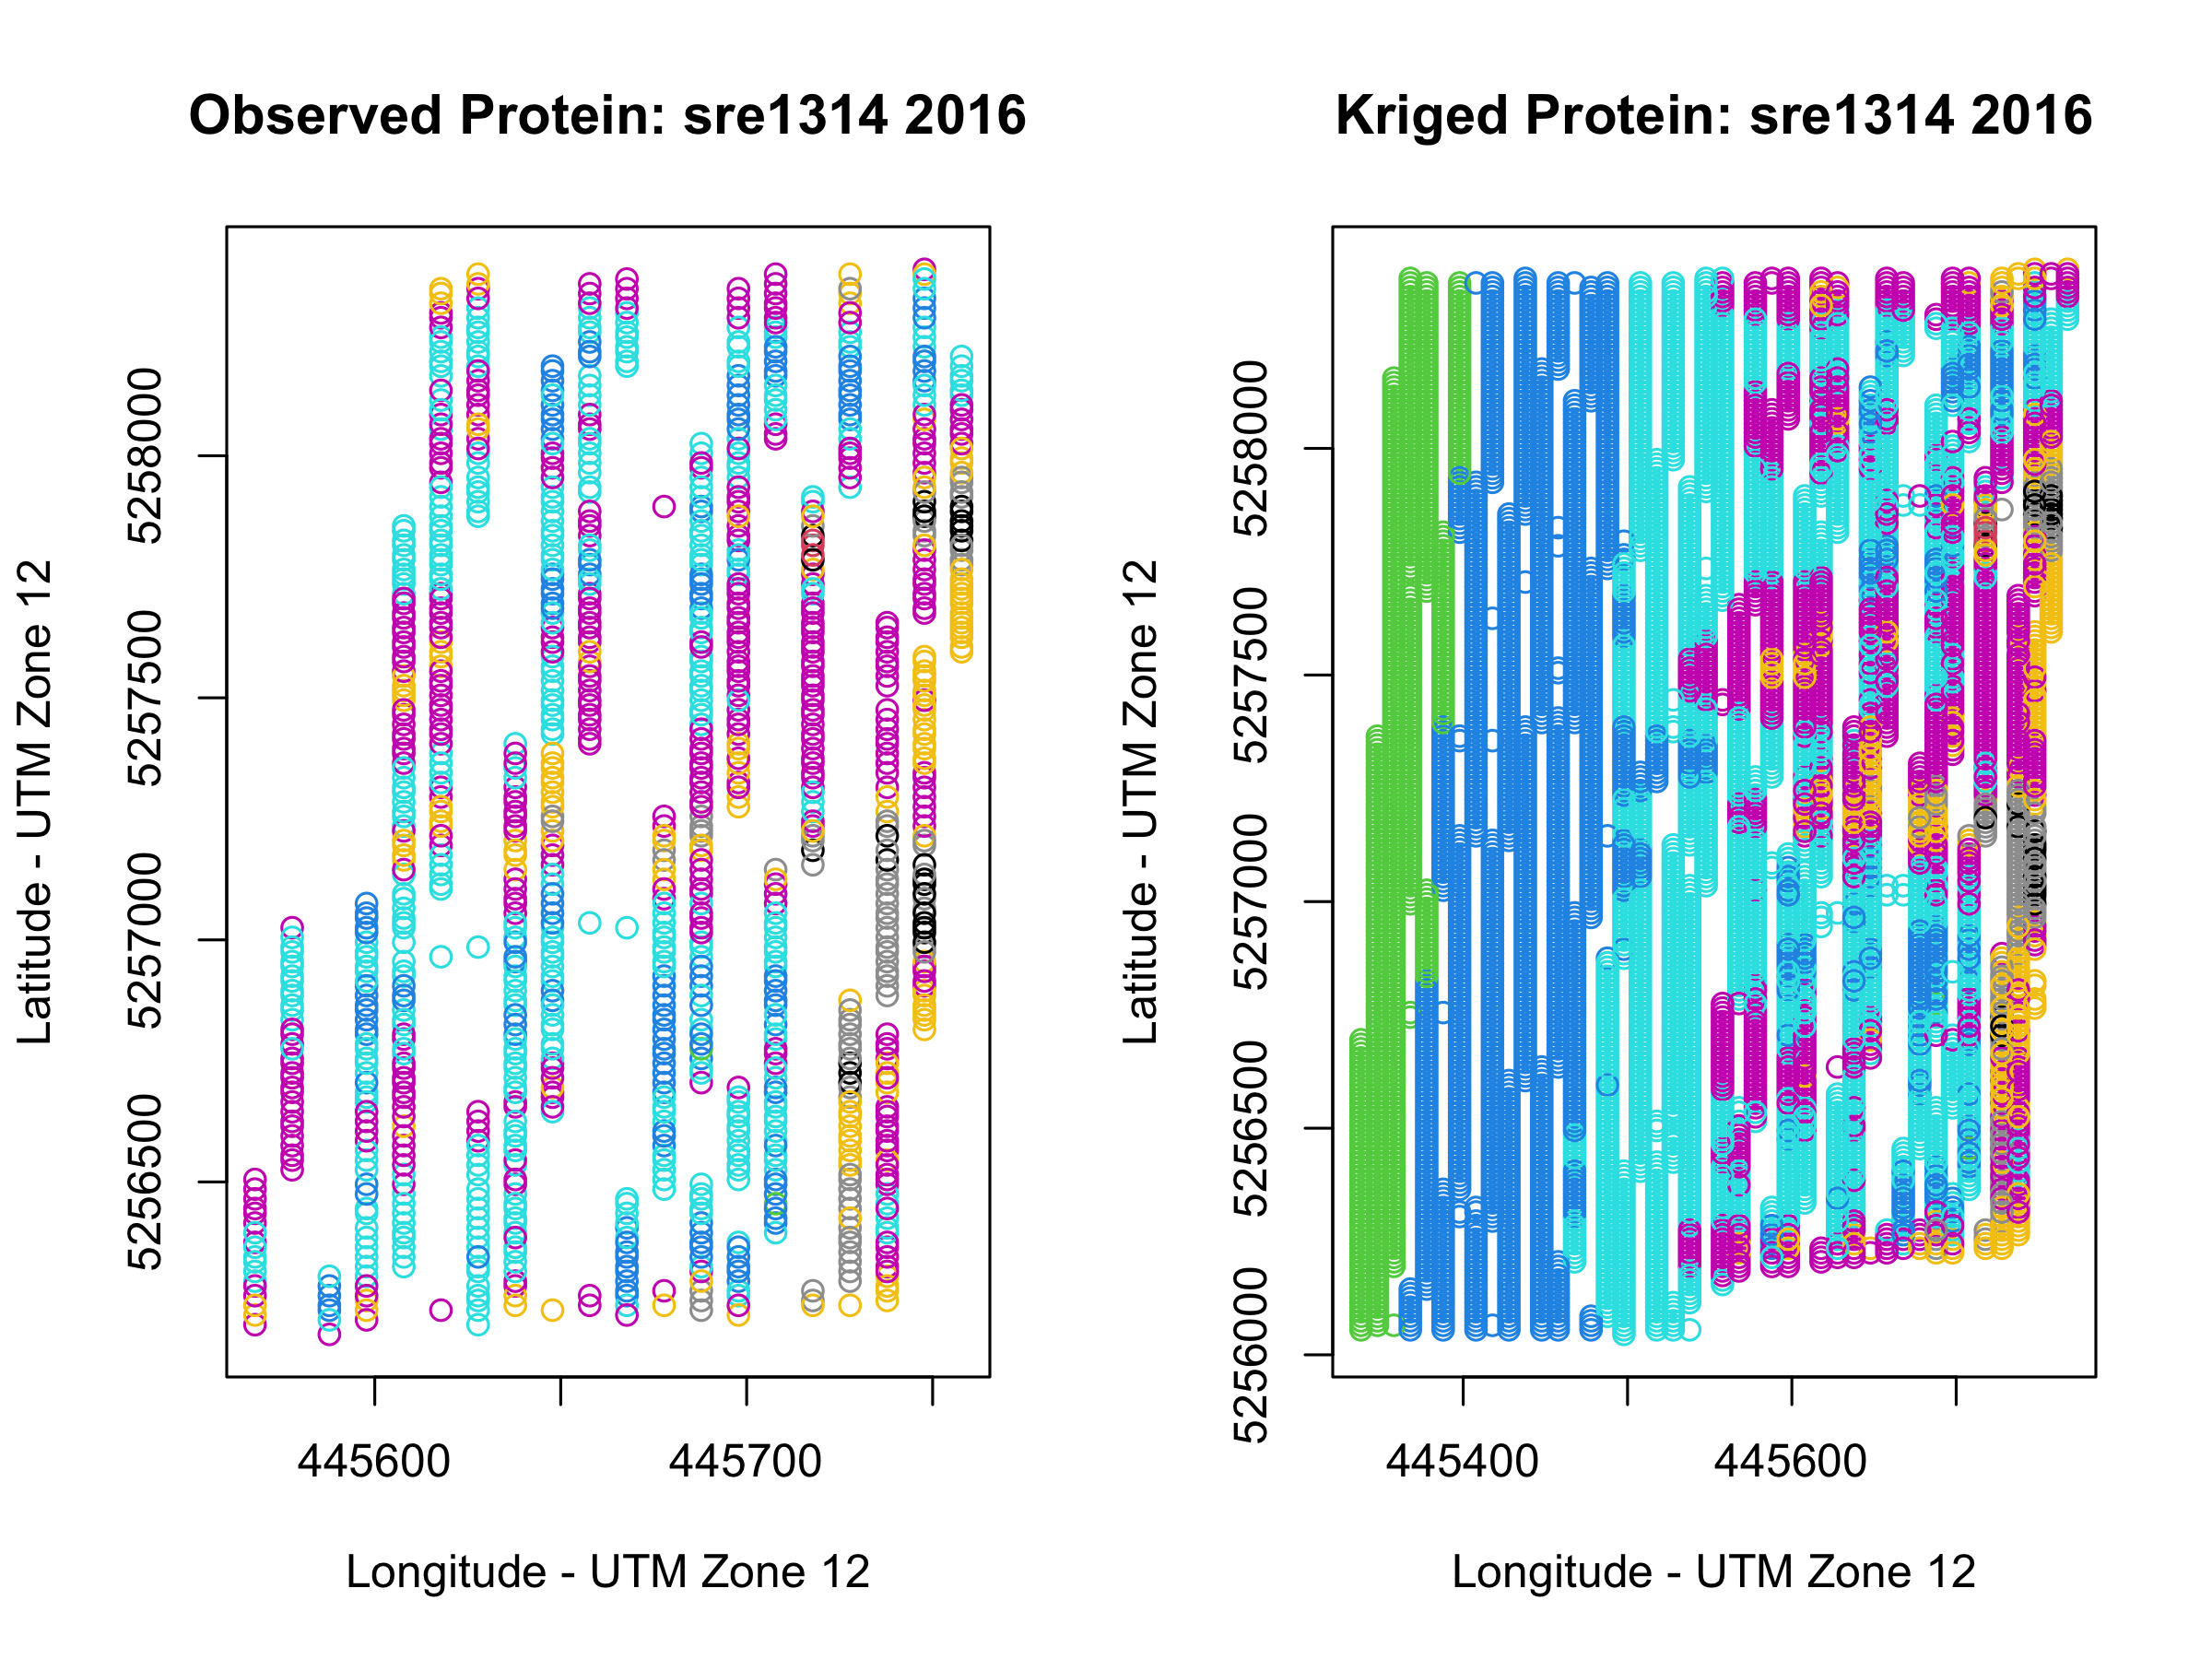 Observed Protein: sre1314 2016
Latitude - UTM Zone 12
5258000
5257500
5257000
5256500
445600
445700
Longitude - UTM Zone 12
Kriged Protein: sre1314 2016
Latitude - UTM Zone 12
5258000
5257500
5257000
5256500
5256000
445400
445600
Longitude - UTM Zone 12